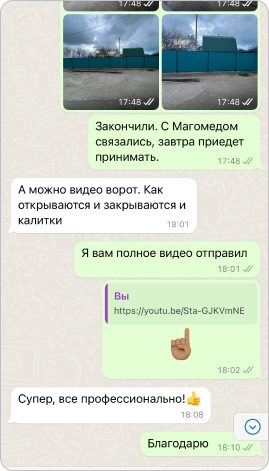 17:48
17:48
17:48
17:48
Закончили. С Магомедом
связались, завтра приедет
принимать.
17:48
А можно видео ворот. Как
открываются и закрываются и
калитки
18:01
Я вам полное видео отправил
18:01
Вы
https://youtu.be/Sta-GJKVmNE
18:02
Супер, все профессионально!👍
18:08
Благодарю
18:10